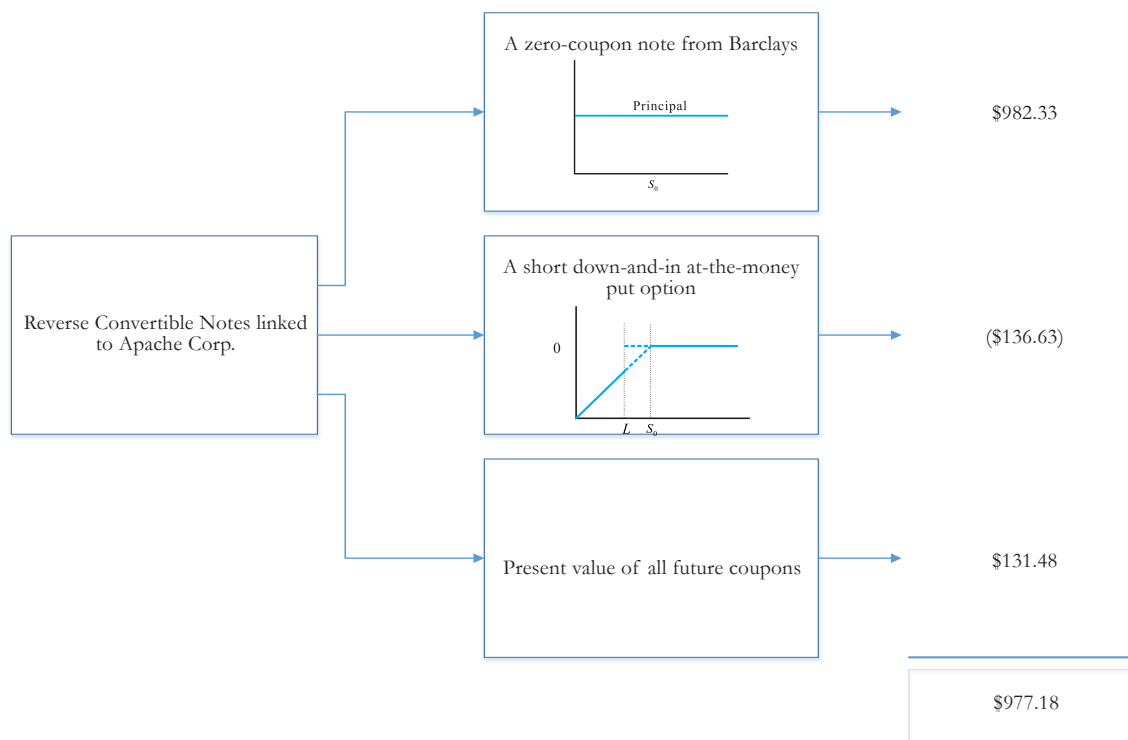 A zero-coupon note from Barclays
Principal
S₀
$982.33
Reverse Convertible Notes linked
to Apache Corp.
A short down-and-in at-the-money
put option
0
L S₀
($136.63)
Present value of all future coupons
$131.48
$977.18